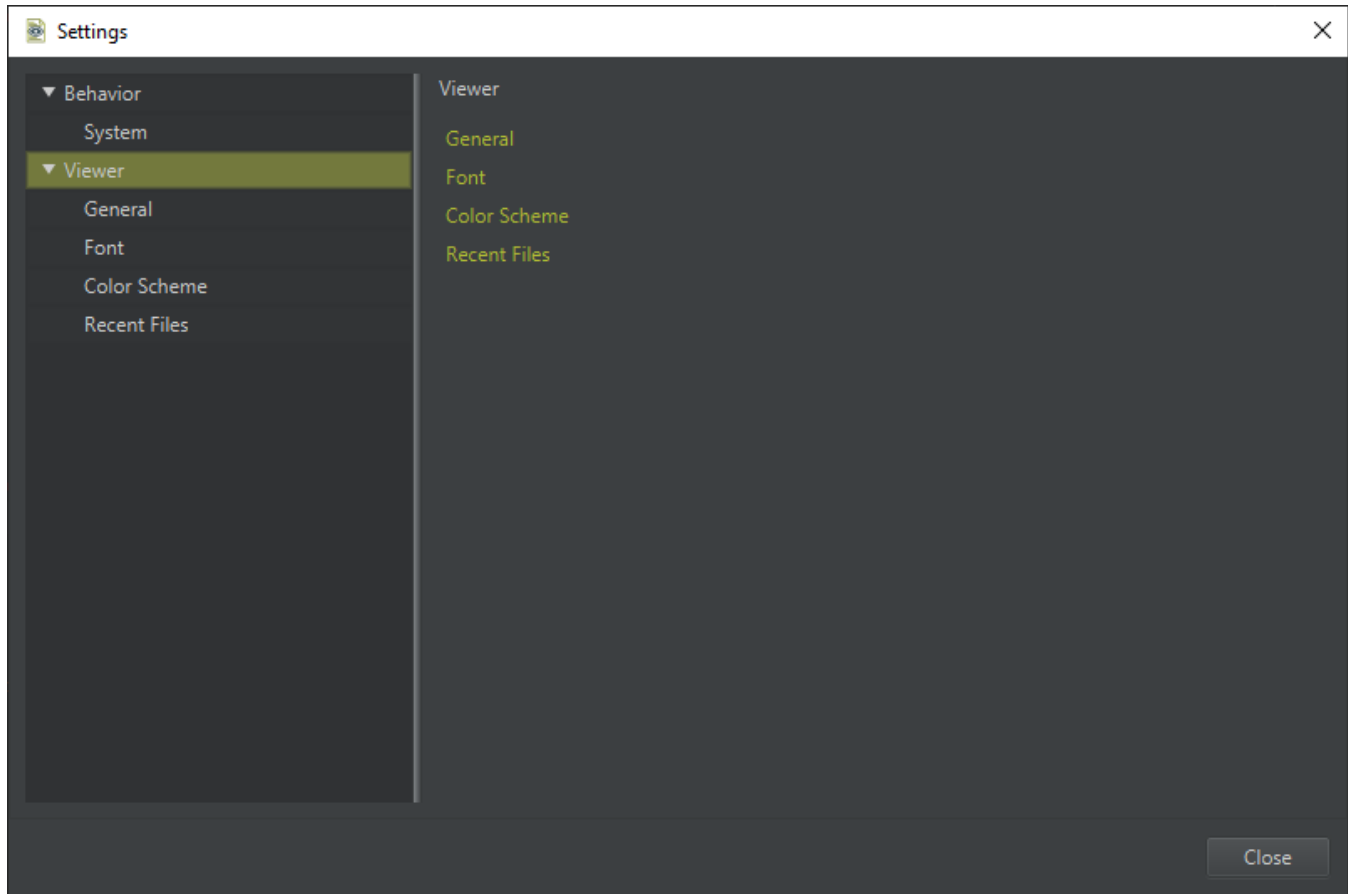 Settings
Behavior
System
Viewer
General
Font
Color Scheme
Recent Files
Viewer
General
Font
Color Scheme
Recent Files
Close